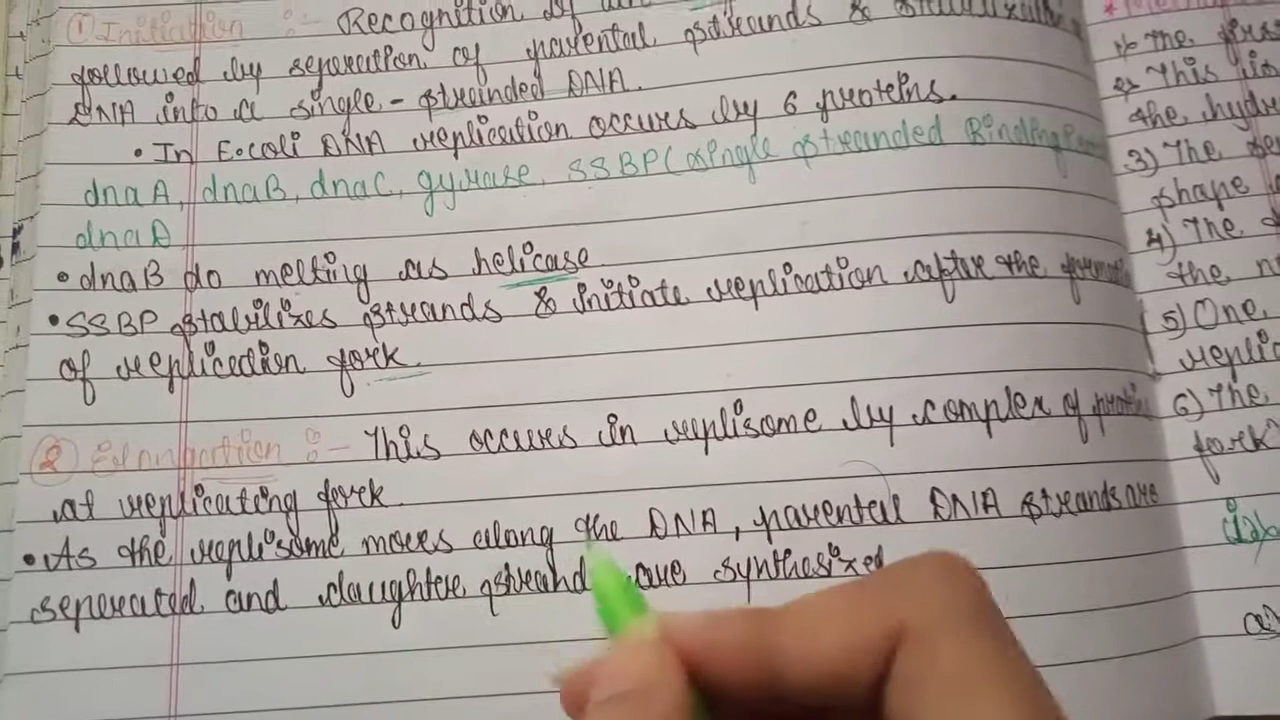 ① Initiation :- Recognition of
followed by separation of parental strands &
DNA into a single-stranded DNA.
• In E.coli DNA replication occurs by 6 proteins.
dnaA, dnaB, dnaC, gyrase, SSBP (single stranded Binding
dnaD
• dnaB do melting as helicase
• SSBP stabilizes strands & initiate replication after the
of replication fork
② Elongation :- This occurs in replisome by complex of
at replicating fork
• As the replisome moves along the DNA, parental DNA strands are
seperated and daughter strand are synthesized
1) The
2) This
the
3) The
shape
4) The
the
5) One,
6) The
fork